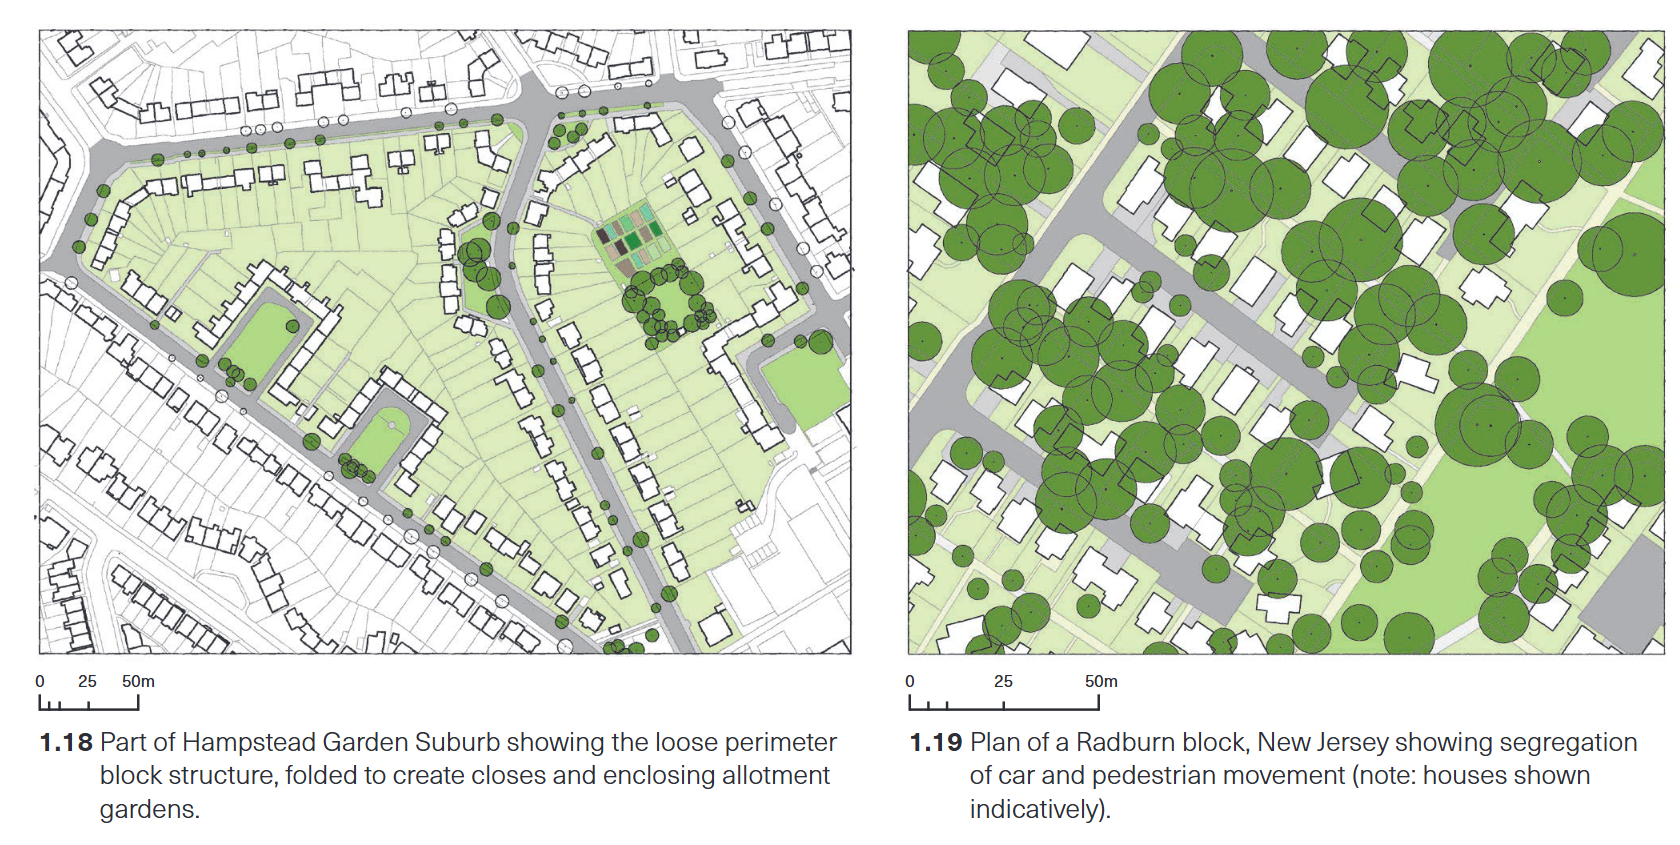 0 25 50m
1.18 Part of Hampstead Garden Suburb showing the loose perimeter
block structure, folded to create closes and enclosing allotment
gardens.
0 25 50m
1.19 Plan of a Radburn block, New Jersey showing segregation
of car and pedestrian movement (note: houses shown
indicatively).